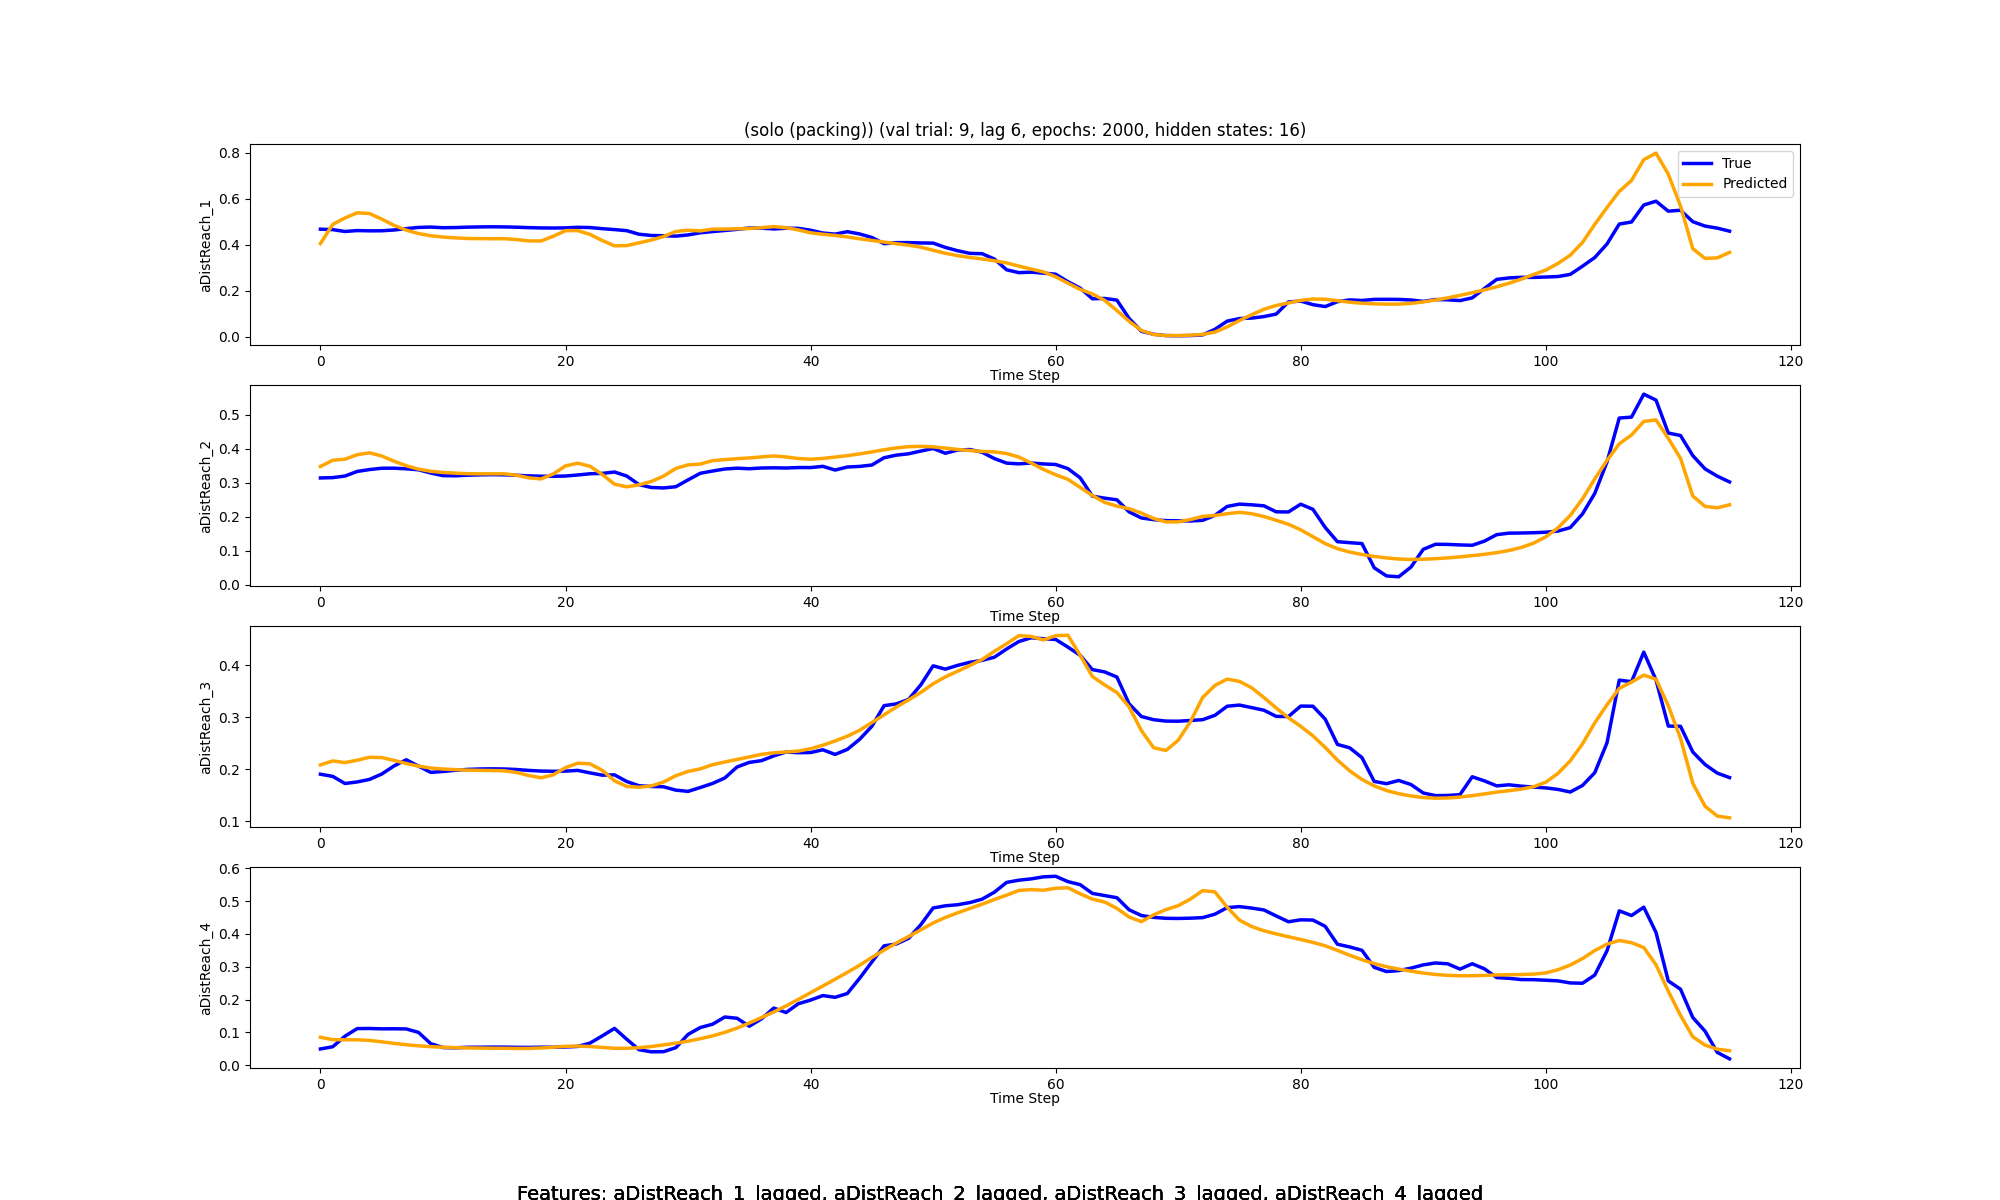 (solo (packing)) (val trial: 9, lag 6, epochs: 2000, hidden states: 16)
True
Predicted
aDistReach_1
0.8
0.6
0.4
0.2
0.0
0 20 40 60 80 100 120
Time Step
aDistReach_2
0.5
0.4
0.3
0.2
0.1
0.0
0 20 40 60 80 100 120
Time Step
aDistReach_3
0.4
0.3
0.2
0.1
0 20 40 60 80 100 120
Time Step
aDistReach_4
0.6
0.5
0.4
0.3
0.2
0.1
0.0
0 20 40 60 80 100 120
Time Step
Features: aDistReach_1_lagged, aDistReach_2_lagged, aDistReach_3_lagged, aDistReach_4_lagged